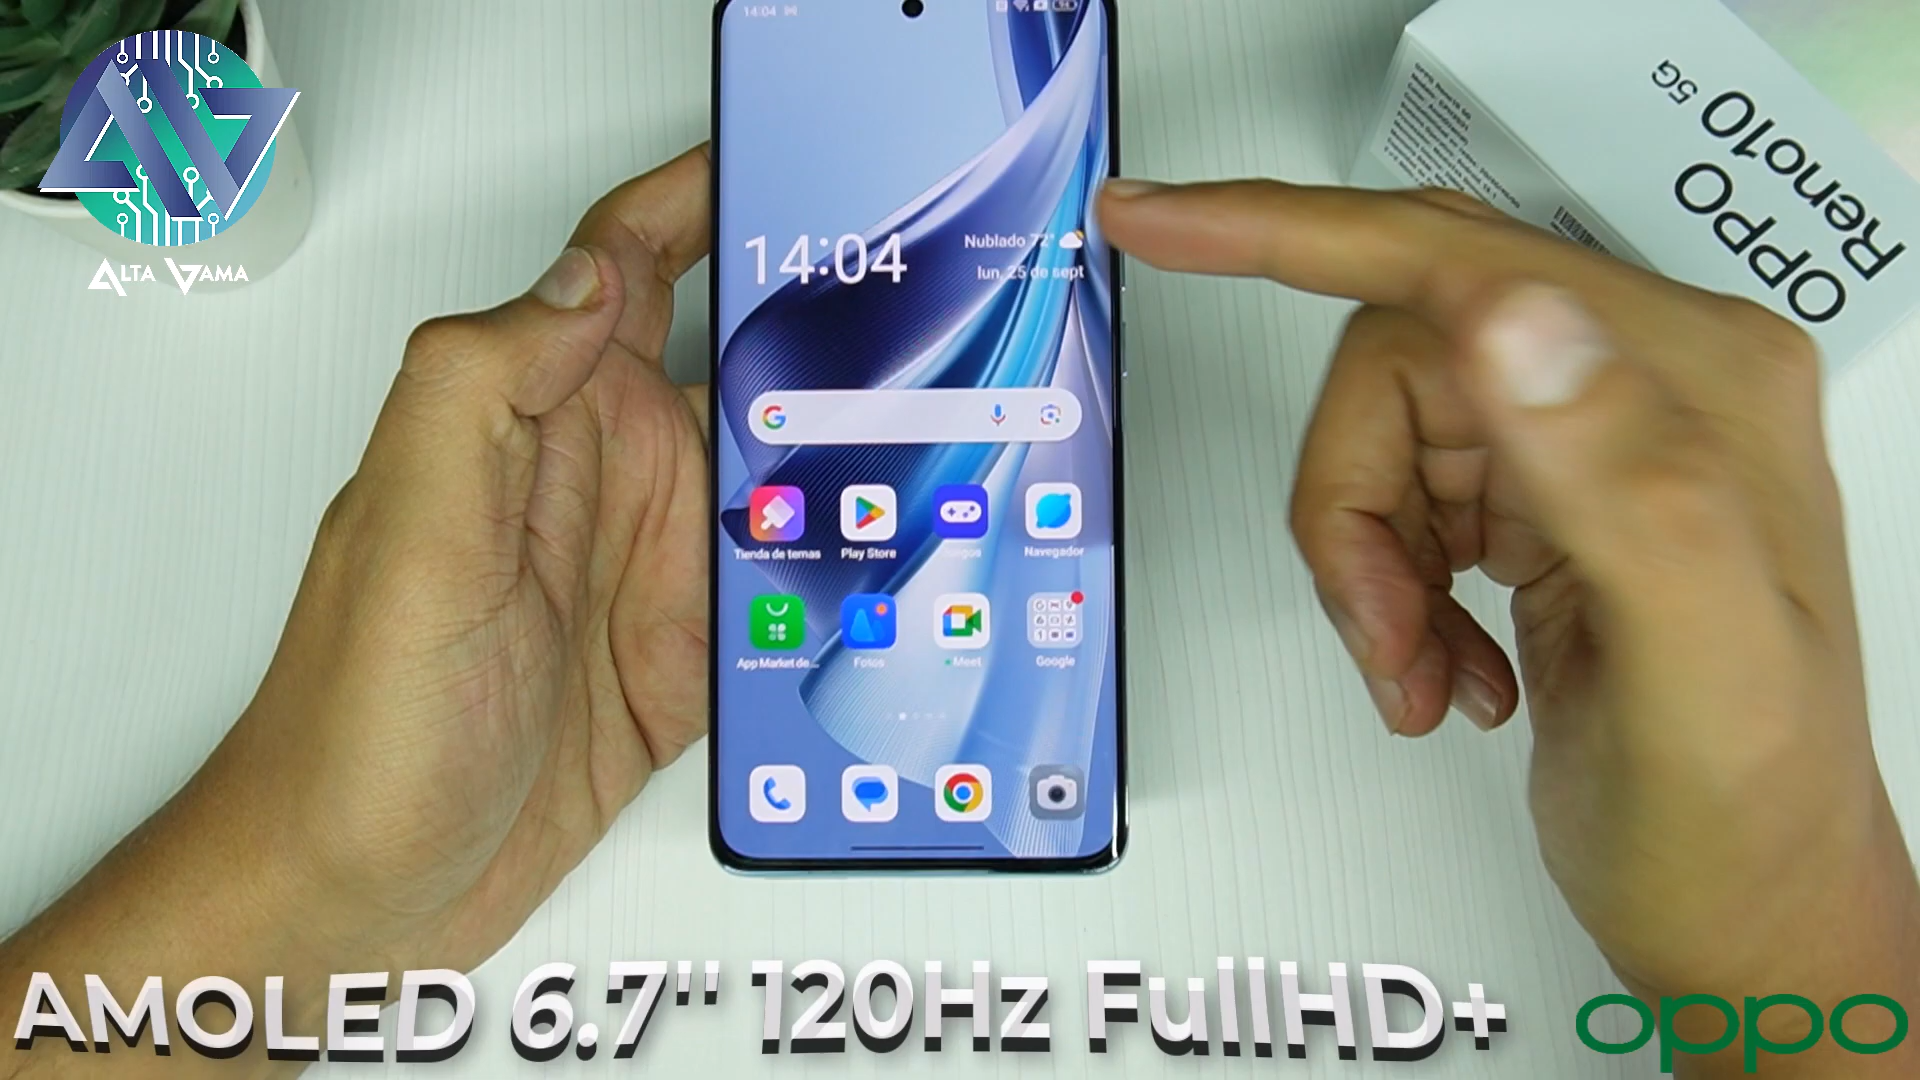 14:04
ALTA GAMA
OPPO
Reno10 5G
14:04
Nublado 72°
lun, 25 de sept
Tienda de temas
Play Store
Juegos
Navegador
App Market de...
Fotos
Meet
Google
AMOLED 6.7'' 120Hz FullHD+
oppo